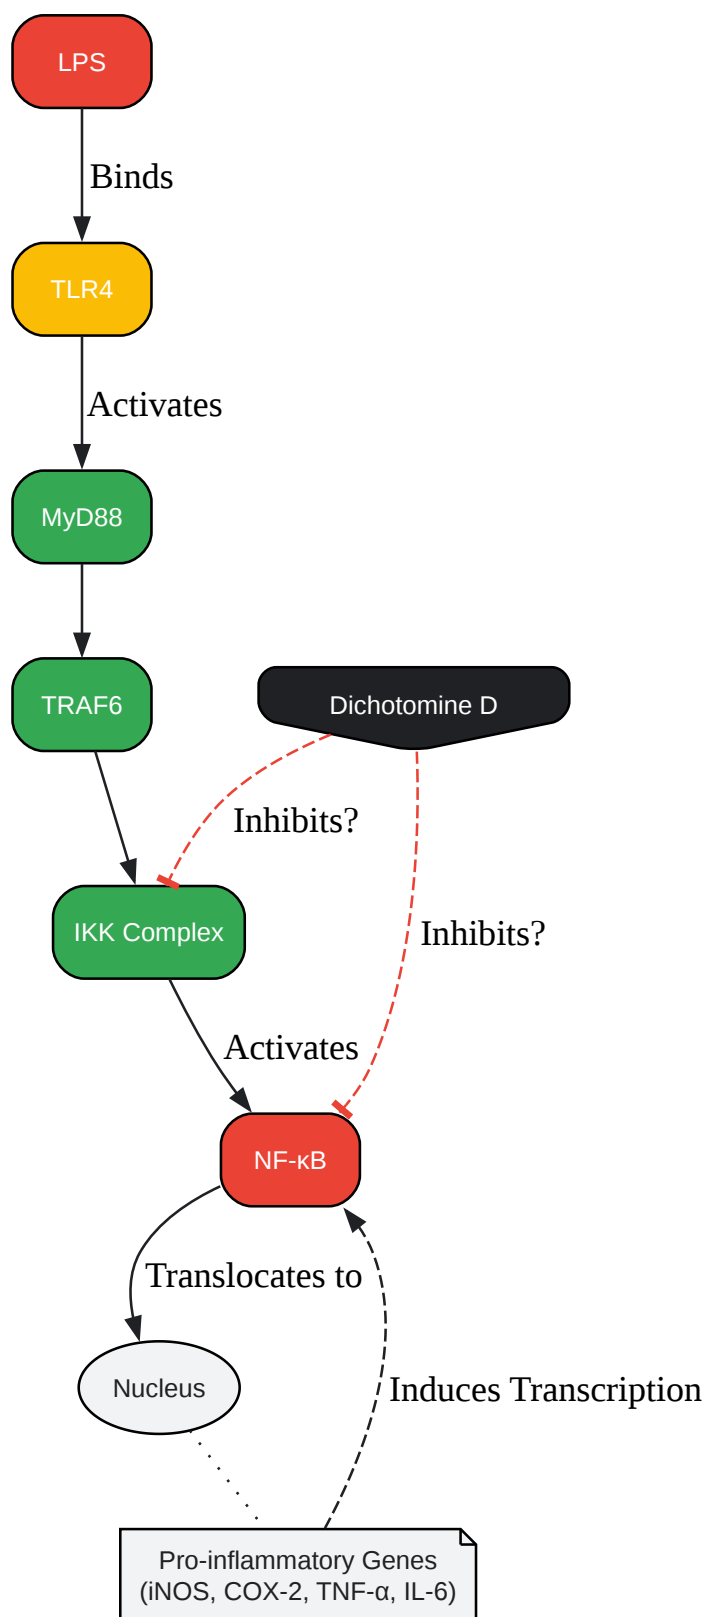 LPS
Binds
TLR4
Activates
MyD88
TRAF6
Dichotomine D
Inhibits?
IKK Complex
Inhibits?
Activates
NF-κB
Translocates to
Nucleus
Induces Transcription
Pro-inflammatory Genes
(iNOS, COX-2, TNF-α, IL-6)